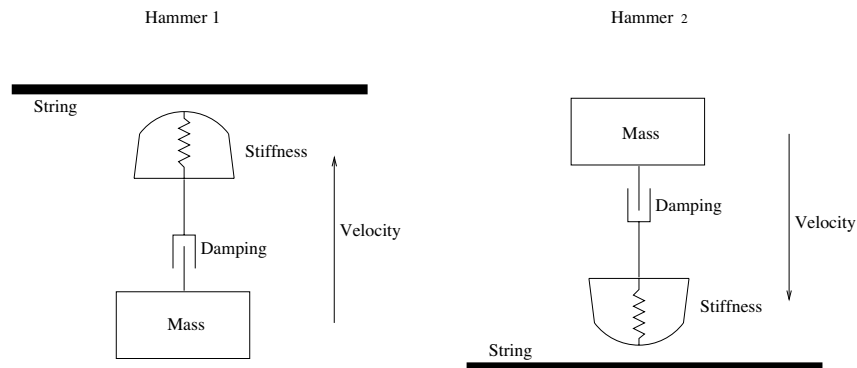 Hammer 1
String
Stiffness
Velocity
Damping
Mass
Hammer 2
Mass
Damping
Velocity
Stiffness
String